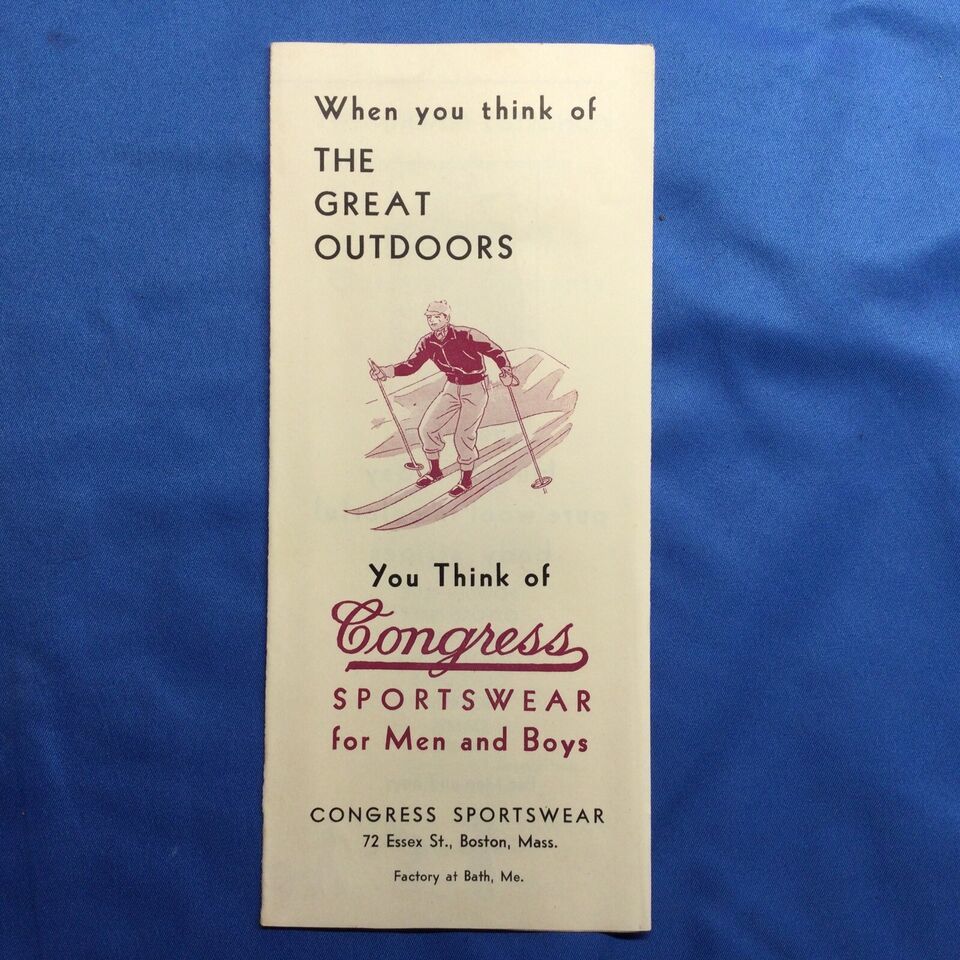 When you think of
THE
GREAT
OUTDOORS
You Think of
Congress
SPORTSWEAR
for Men and Boys
CONGRESS SPORTSWEAR
72 Essex St., Boston, Mass.
Factory at Bath, Me.